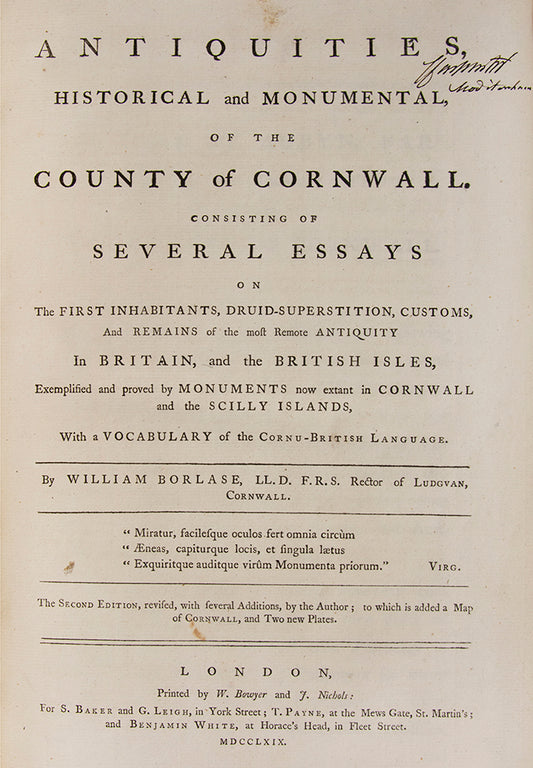 ANTIQUITIES,
HISTORICAL and MONUMENTAL,
OF THE
COUNTY of CORNWALL.
CONSISTING OF
SEVERAL ESSAYS
ON
The FIRST INHABITANTS, DRUID-SUPERSTITION, CUSTOMS,
And REMAINS of the moſt Remote ANTIQUITY
In BRITAIN, and the BRITISH ISLES,
Exemplified and proved by MONUMENTS now extant in CORNWALL
and the SCILLY ISLANDS,
With a VOCABULARY of the CORNU-BRITISH LANGUAGE.
By WILLIAM BORLASE, LL.D. F.R.S. Rector of LUDGVAN,
CORNWALL.
“ Miratur, facileſque oculos fert omnia circùm
“ Æneas, capiturque locis, et ſingula lætus
“ Exquiritque auditque virûm Monumenta priorum.” VIRG.
The SECOND EDITION, reviſed, with ſeveral Additions, by the Author; to which is added a Map
of CORNWALL, and Two new Plates.
LONDON,
Printed by W. Bowyer and J. Nichols:
For S. BAKER and G. LEIGH, in York Street; T. PAYNE, at the Mews Gate, St. Martin's;
and BENJAMIN WHITE, at Horace's Head, in Fleet Street.
MDCCLXIX.